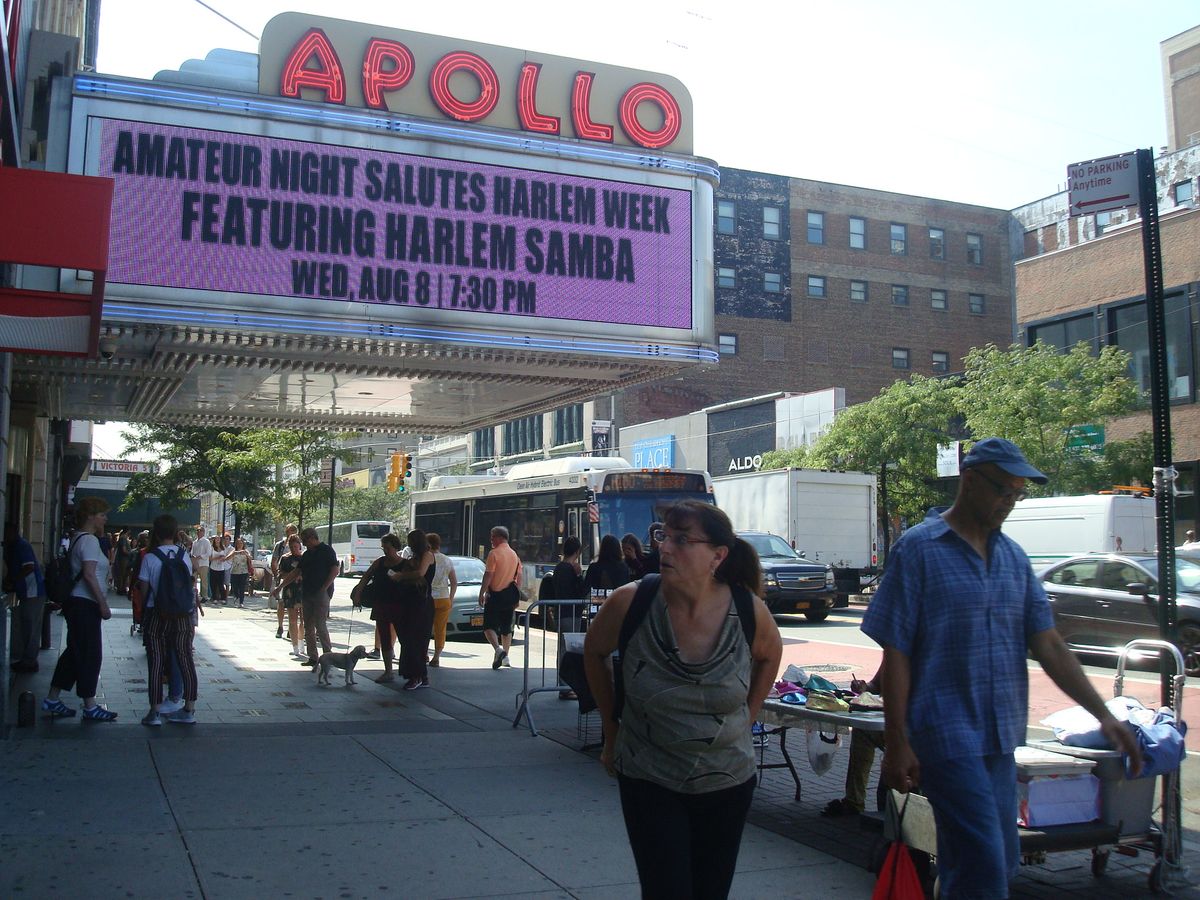 APOLLO
AMATEUR NIGHT SALUTES HARLEM WEEK
FEATURING HARLEM SAMBA
WED, AUG 8 | 7:30 PM
NO PARKING
Anytime
VICTORIA 5
PLACE
ALDO